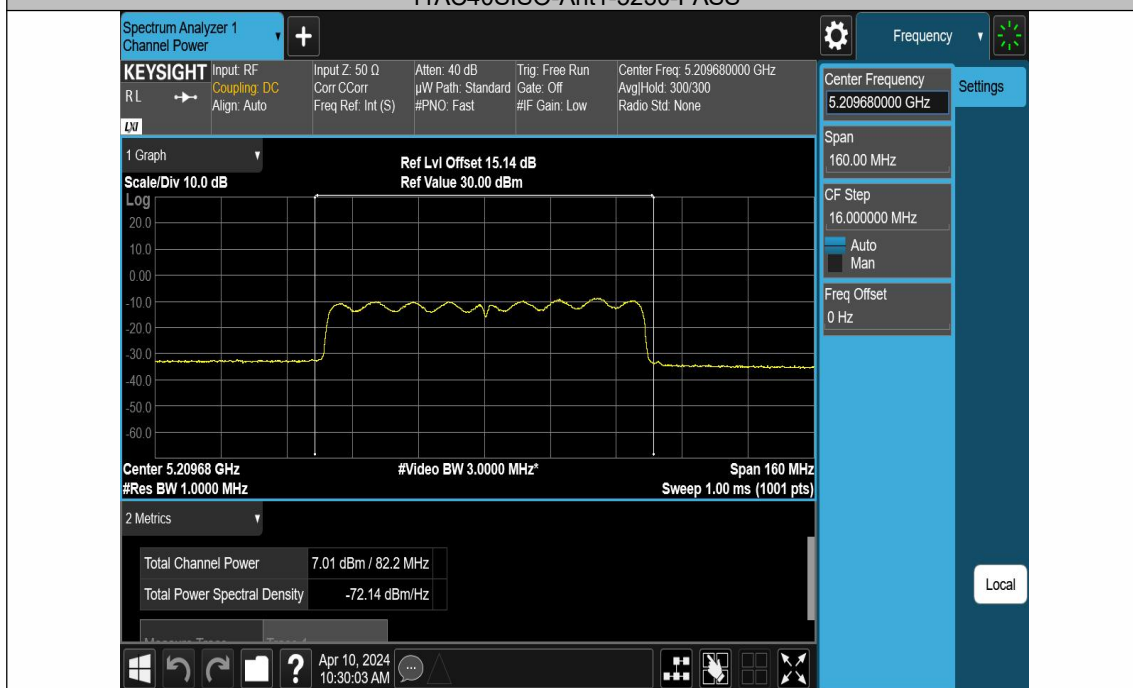 Spectrum Analyzer 1
Channel Power
Frequency
KEYSIGHT
RL
LXI
Input: RF
Coupling: DC
Align: Auto
Input Z: 50 Ω
Corr CCorr
Freq Ref: Int (S)
Atten: 40 dB
µW Path: Standard
#PNO: Fast
Trig: Free Run
Gate: Off
#IF Gain: Low
Center Freq: 5.209680000 GHz
Avg|Hold: 300/300
Radio Std: None
Center Frequency
5.209680000 GHz
Settings
Span
160.00 MHz
CF Step
16.000000 MHz
Auto
Man
Freq Offset
0 Hz
1 Graph
Scale/Div 10.0 dB
Ref Lvl Offset 15.14 dB
Ref Value 30.00 dBm
Log
20.0
10.0
0.00
-10.0
-20.0
-30.0
-40.0
-50.0
-60.0
Center 5.20968 GHz
#Video BW 3.0000 MHz*
Span 160 MHz
#Res BW 1.0000 MHz
Sweep 1.00 ms (1001 pts)
2 Metrics
Total Channel Power 7.01 dBm / 82.2 MHz
Total Power Spectral Density -72.14 dBm/Hz
Local
?
Apr 10, 2024
10:30:03 AM